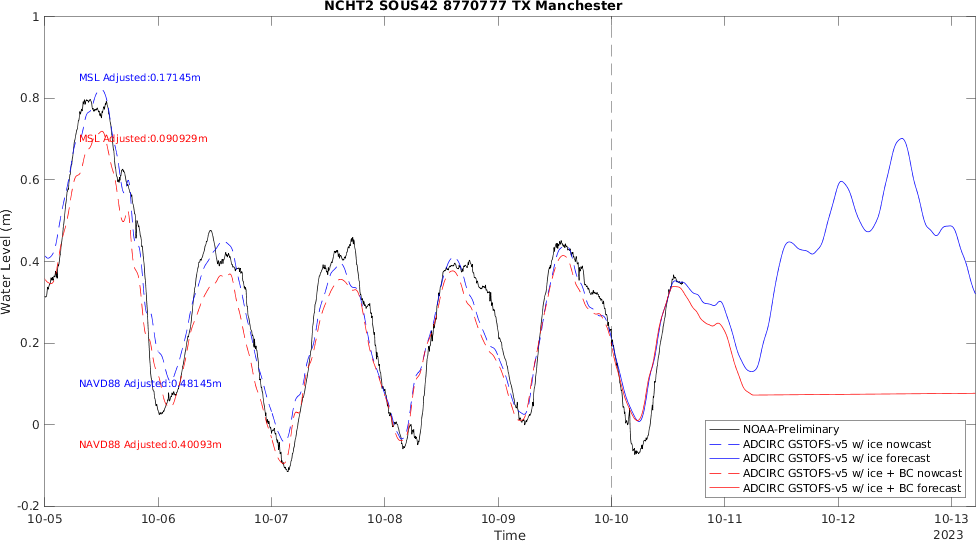 NCHT2 SOUS42 8770777 TX Manchester
1
0.8
0.6
0.4
0.2
0
-0.2
Water Level (m)
MSL Adjusted:0.17145m
MSL Adjusted:0.090929m
NAVD88 Adjusted:0.48145m
NAVD88 Adjusted:0.40093m
NOAA-Preliminary
ADCIRC GSTOFS-v5 w/ ice nowcast
ADCIRC GSTOFS-v5 w/ ice forecast
ADCIRC GSTOFS-v5 w/ ice + BC nowcast
ADCIRC GSTOFS-v5 w/ ice + BC forecast
10-05 10-06 10-07 10-08 10-09 10-10 10-11 10-12 10-13
Time
2023